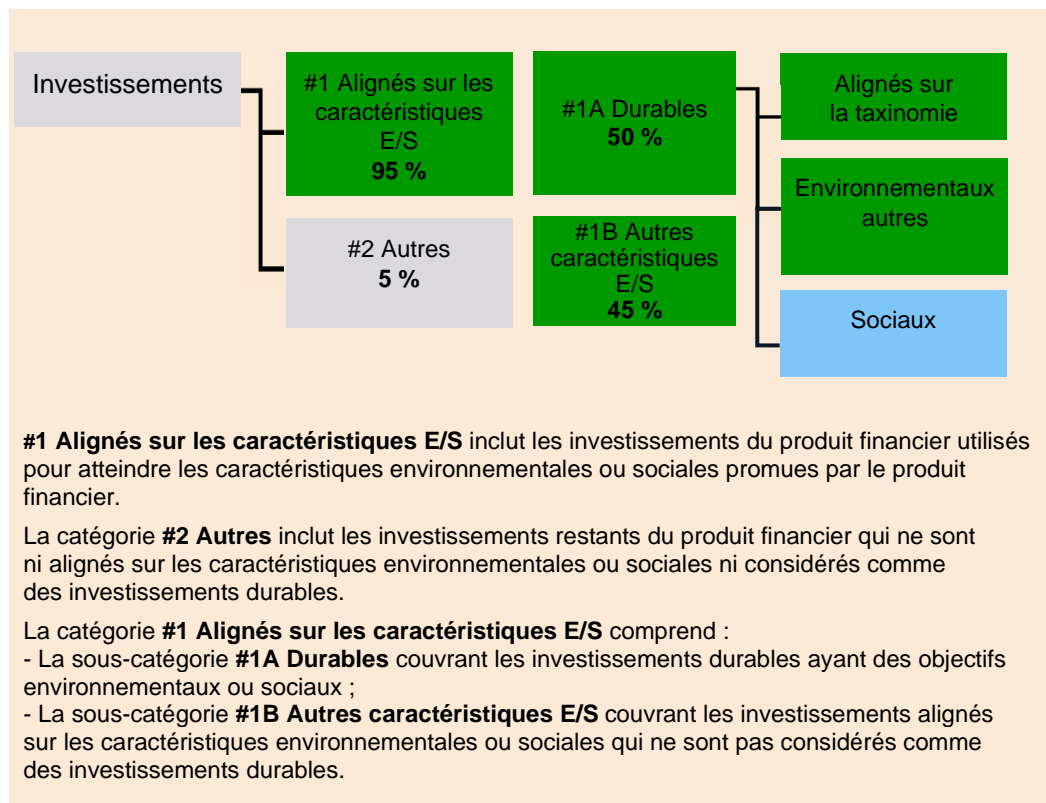 Investissements
#1 Alignés sur les
caractéristiques
E/S
95 %
#2 Autres
5 %
#1A Durables
50 %
#1B Autres
caractéristiques
E/S
45 %
Alignés sur
la taxinomie
Environnementaux
autres
Sociaux
#1 Alignés sur les caractéristiques E/S inclut les investissements du produit financier utilisés
pour atteindre les caractéristiques environnementales ou sociales promues par le produit
financier.
La catégorie #2 Autres inclut les investissements restants du produit financier qui ne sont
ni alignés sur les caractéristiques environnementales ou sociales ni considérés comme
des investissements durables.
La catégorie #1 Alignés sur les caractéristiques E/S comprend :
- La sous-catégorie #1A Durables couvrant les investissements durables ayant des objectifs
environnementaux ou sociaux ;
- La sous-catégorie #1B Autres caractéristiques E/S couvrant les investissements alignés
sur les caractéristiques environnementales ou sociales qui ne sont pas considérés comme
des investissements durables.